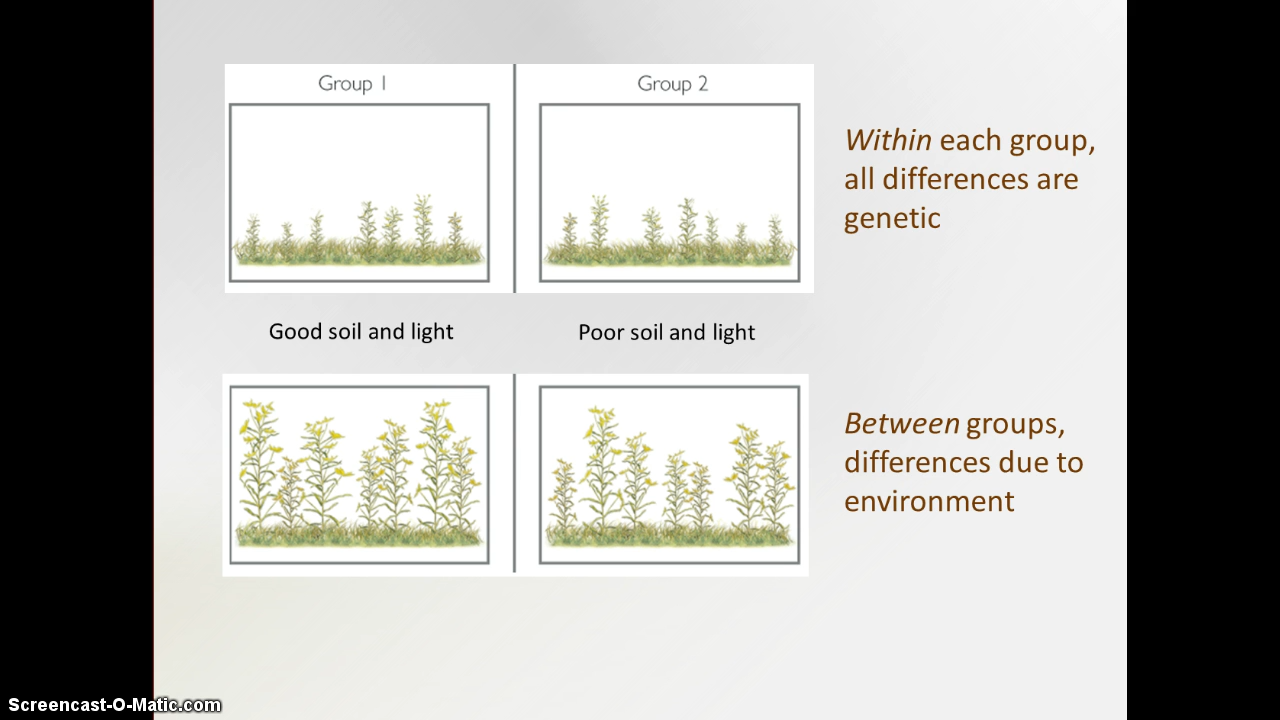 Group 1
Group 2
Within each group,
all differences are
genetic
Good soil and light
Poor soil and light
Between groups,
differences due to
environment
Screencast-O-Matic.com